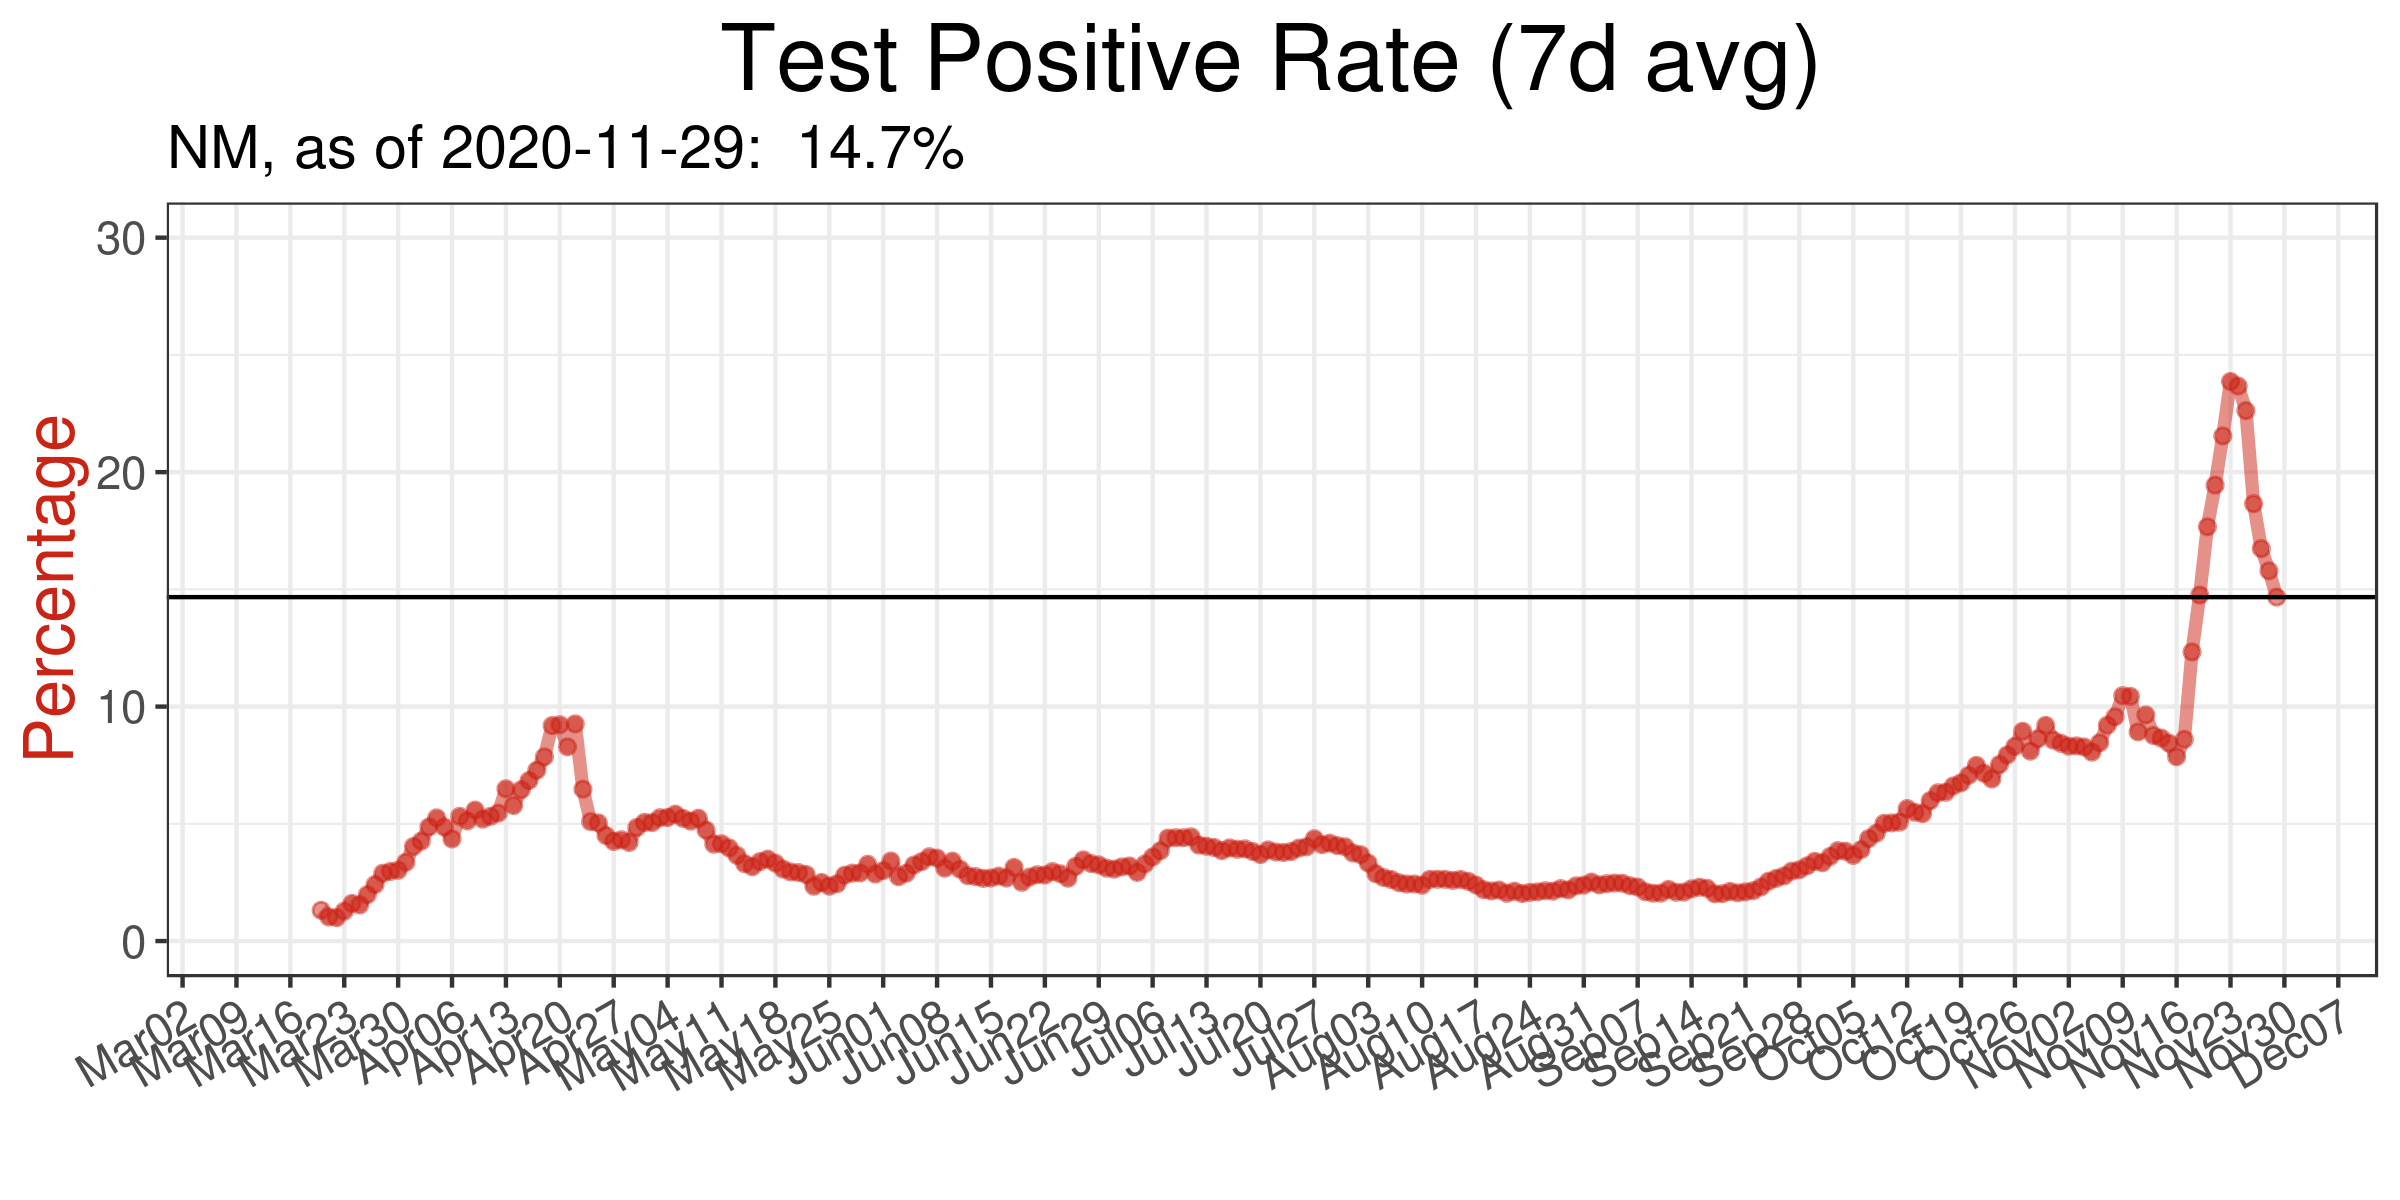 Test Positive Rate (7d avg)
NM, as of 2020-11-29:  14.7%
Percentage
30
20
10
0
Mar02
Mar09
Mar16
Mar23
Mar30
Apr06
Apr13
Apr20
Apr27
May04
May11
May18
May25
Jun01
Jun08
Jun15
Jun22
Jun29
Jul06
Jul13
Jul20
Jul27
Aug03
Aug10
Aug17
Aug24
Aug31
Sep07
Sep14
Sep21
Sep28
Oct05
Oct12
Oct19
Oct26
Nov02
Nov09
Nov16
Nov23
Nov30
Dec07